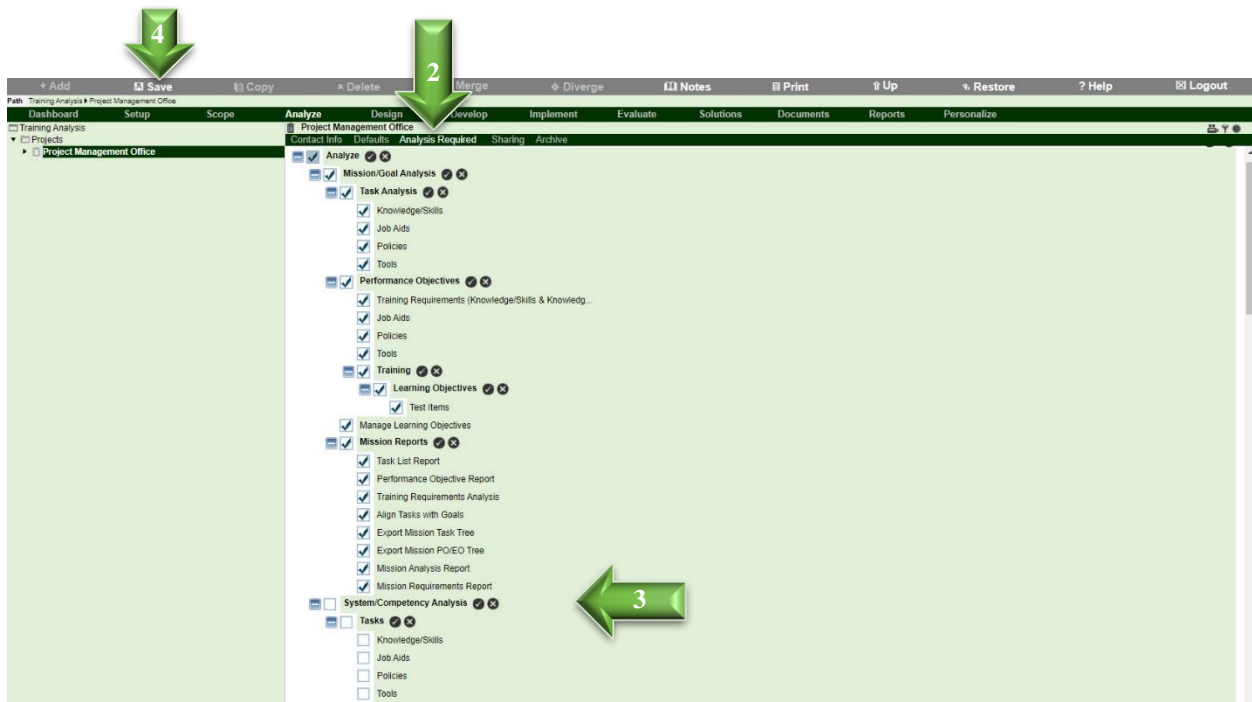 4
2
+ Add Save Copy × Delete Merge Diverge Notes Print Up Restore ? Help Logout
Path Training Analysis Project Management Office
Dashboard Setup Scope Analyze Design Develop Implement Evaluate Solutions Documents Reports Personalize
Training Analysis
Projects
Project Management Office
Project Management Office
Contact Info Defaults Analysis Required Sharing Archive
Analyze
Mission/Goal Analysis
Task Analysis
Knowledge/Skills
Job Aids
Policies
Tools
Performance Objectives
Training Requirements (Knowledge/Skills & Knowledg...
Job Aids
Policies
Tools
Training
Learning Objectives
Test Items
Manage Learning Objectives
Mission Reports
Task List Report
Performance Objective Report
Training Requirements Analysis
Align Tasks with Goals
Export Mission Task Tree
Export Mission PO/EO Tree
Mission Analysis Report
Mission Requirements Report
3
System/Competency Analysis
Tasks
Knowledge/Skills
Job Aids
Policies
Tools